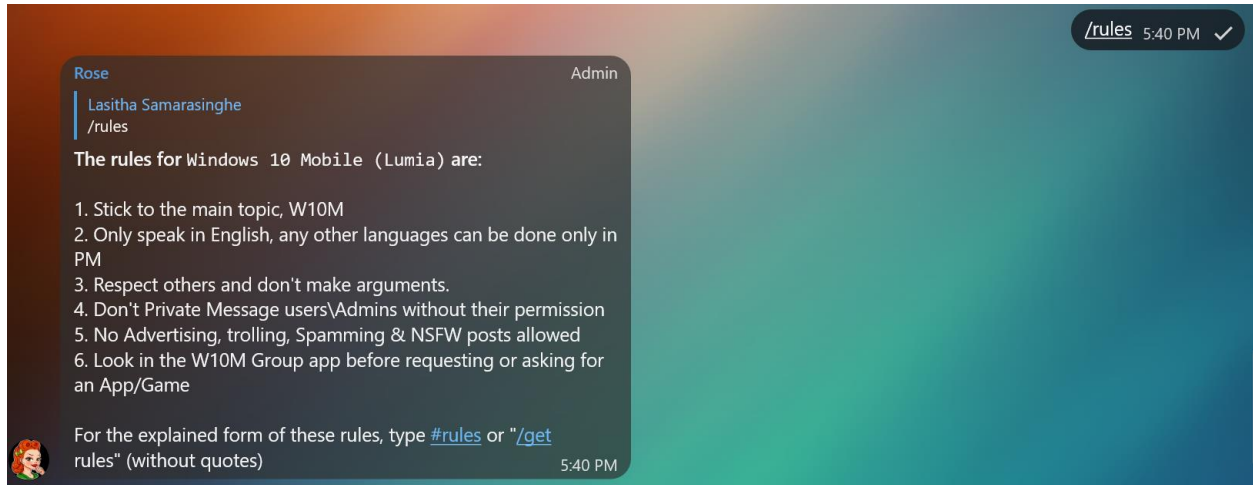 /rules 5:40 PM
Rose Admin
Lasitha Samarasinghe
/rules
The rules for Windows 10 Mobile (Lumia) are:
1. Stick to the main topic, W10M
2. Only speak in English, any other languages can be done only in
PM
3. Respect others and don't make arguments.
4. Don't Private Message users\Admins without their permission
5. No Advertising, trolling, Spamming & NSFW posts allowed
6. Look in the W10M Group app before requesting or asking for
an App/Game
For the explained form of these rules, type #rules or "/get
rules" (without quotes) 5:40 PM